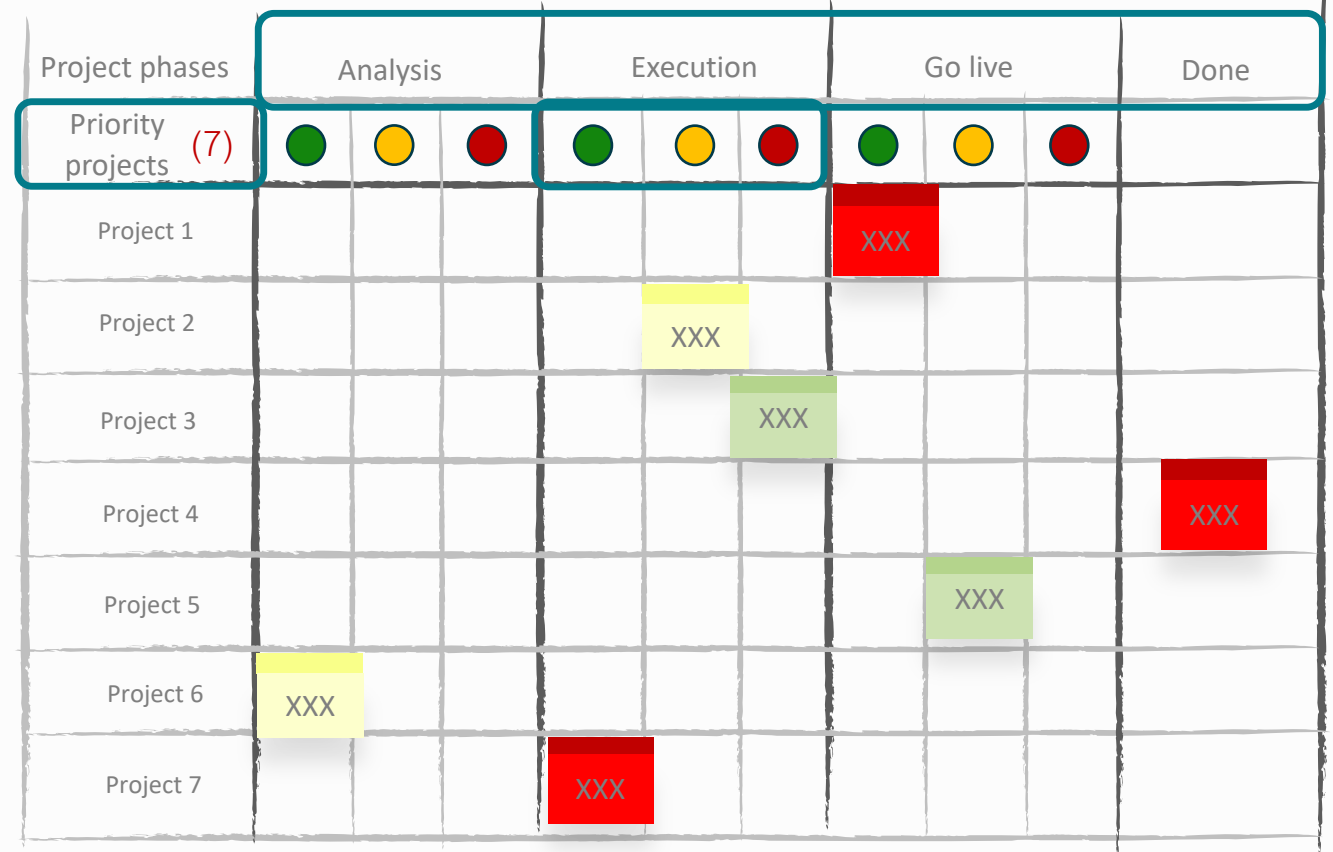 Project phases
Analysis
Execution
Go live
Done
Priority
projects
(7)
Project 1
XXX
Project 2
XXX
Project 3
XXX
Project 4
XXX
Project 5
XXX
Project 6
XXX
Project 7
XXX